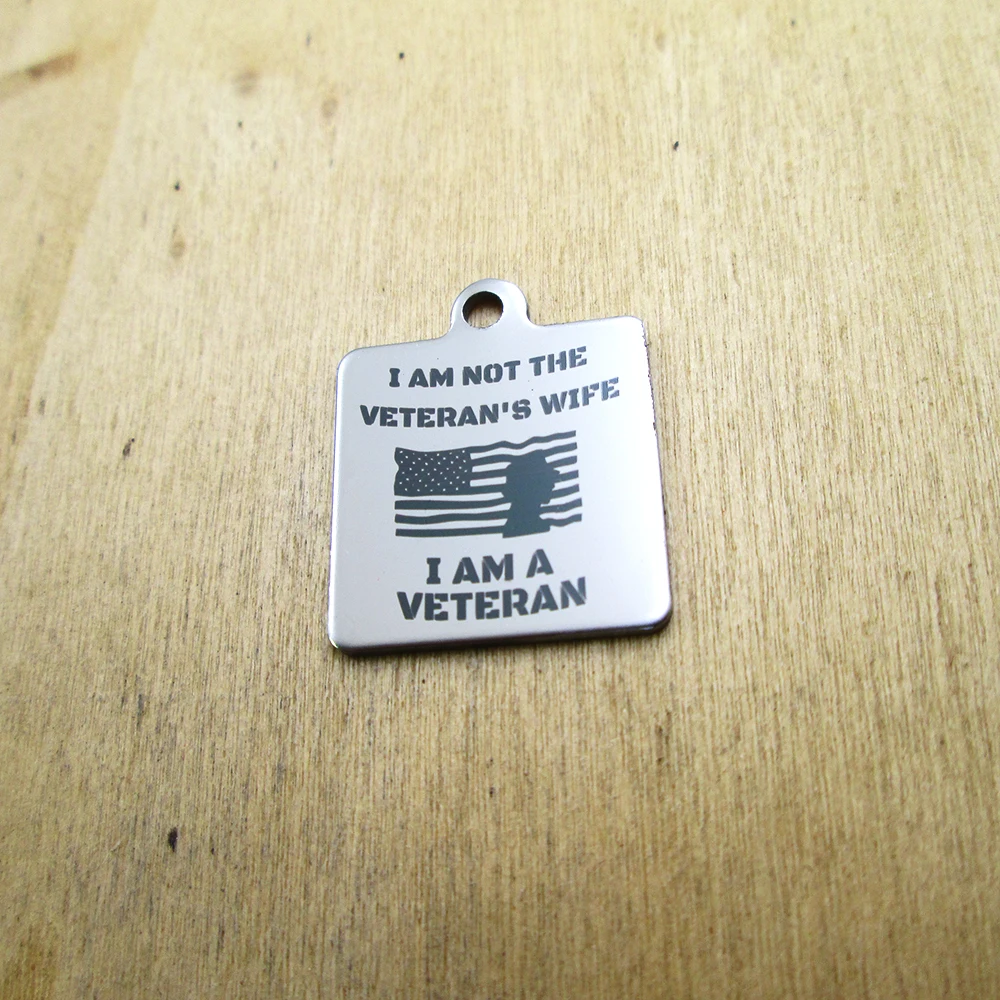 I AM NOT THE
VETERAN'S WIFE
I AM A
VETERAN